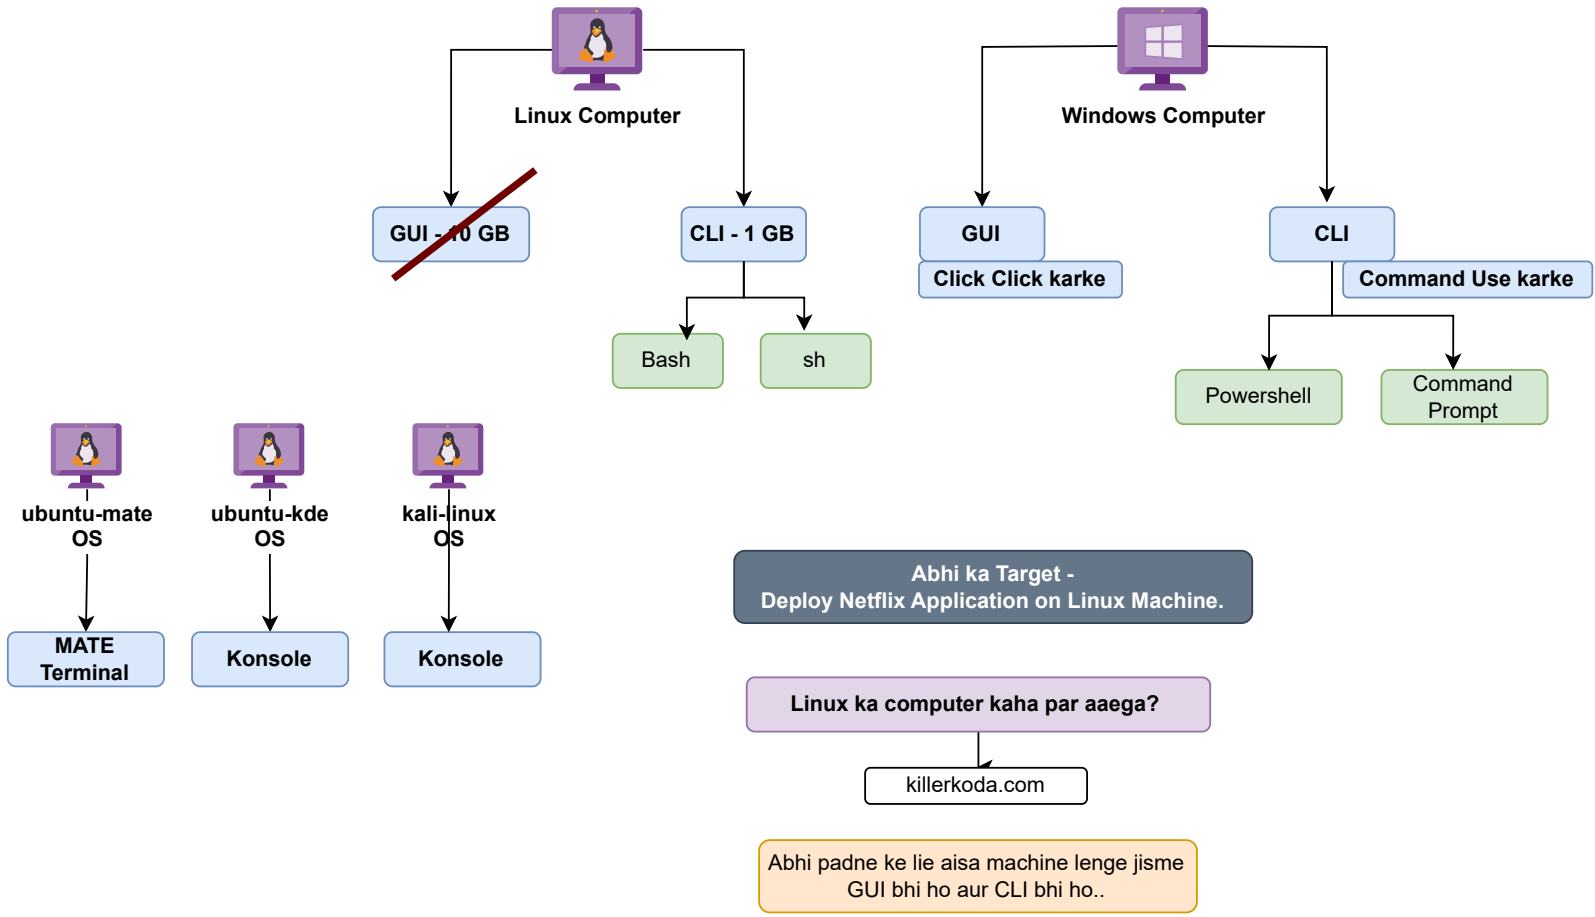 Linux Computer
Windows Computer
GUI - 10 GB
CLI - 1 GB
GUI
CLI
Click Click karke
Command Use karke
Bash
sh
Powershell
Command
Prompt
ubuntu-mate
OS
ubuntu-kde
OS
kali-linux
OS
MATE
Terminal
Konsole
Konsole
Abhi ka Target -
Deploy Netflix Application on Linux Machine.
Linux ka computer kaha par aaega?
killerkoda.com
Abhi padne ke lie aisa machine lenge jisme
GUI bhi ho aur CLI bhi ho..